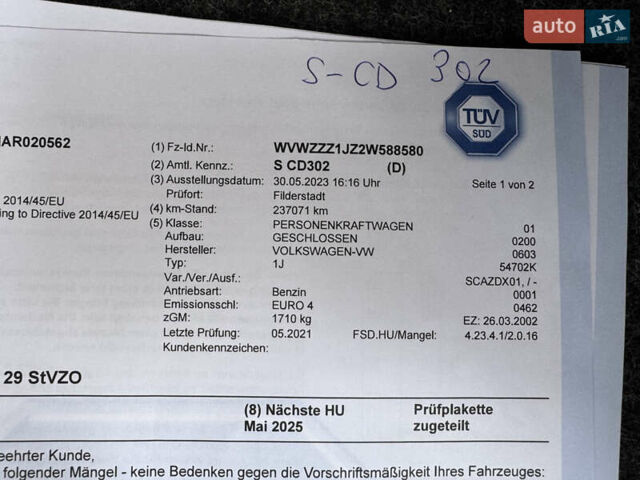 auto RIA .com
S-CD 302
TÜV
SÜD
AR020562
(1) Fz-Id.Nr.: WVWZZZ1JZ2W588580
(2) Amtl. Kennz.: S CD302 (D)
(3) Ausstellungsdatum: 30.05.2023 16:16 Uhr Seite 1 von 2
Prüfort: Filderstadt
2014/45/EU
(4) km-Stand: 237071 km
ing to Directive 2014/45/EU
(5) Klasse: PERSONENKRAFTWAGEN 01
Aufbau: GESCHLOSSEN 0200
Hersteller: VOLKSWAGEN-VW 0603
Typ: 1J 54702K
Var./Ver./Ausf.: SCAZDX01, / -
Antriebsart: Benzin 0001
Emissionsschl: EURO 4 0462
zGM: 1710 kg EZ: 26.03.2002
Letzte Prüfung: 05.2021 FSD.HU/Mangel: 4.23.4.1/2.0.16
Kundenkennzeichen:
29 StVZO
(8) Nächste HU Prüfplakette
Mai 2025 zugeteilt
eehrter Kunde,
folgender Mängel - keine Bedenken gegen die Vorschriftsmäßigkeit Ihres Fahrzeuges: